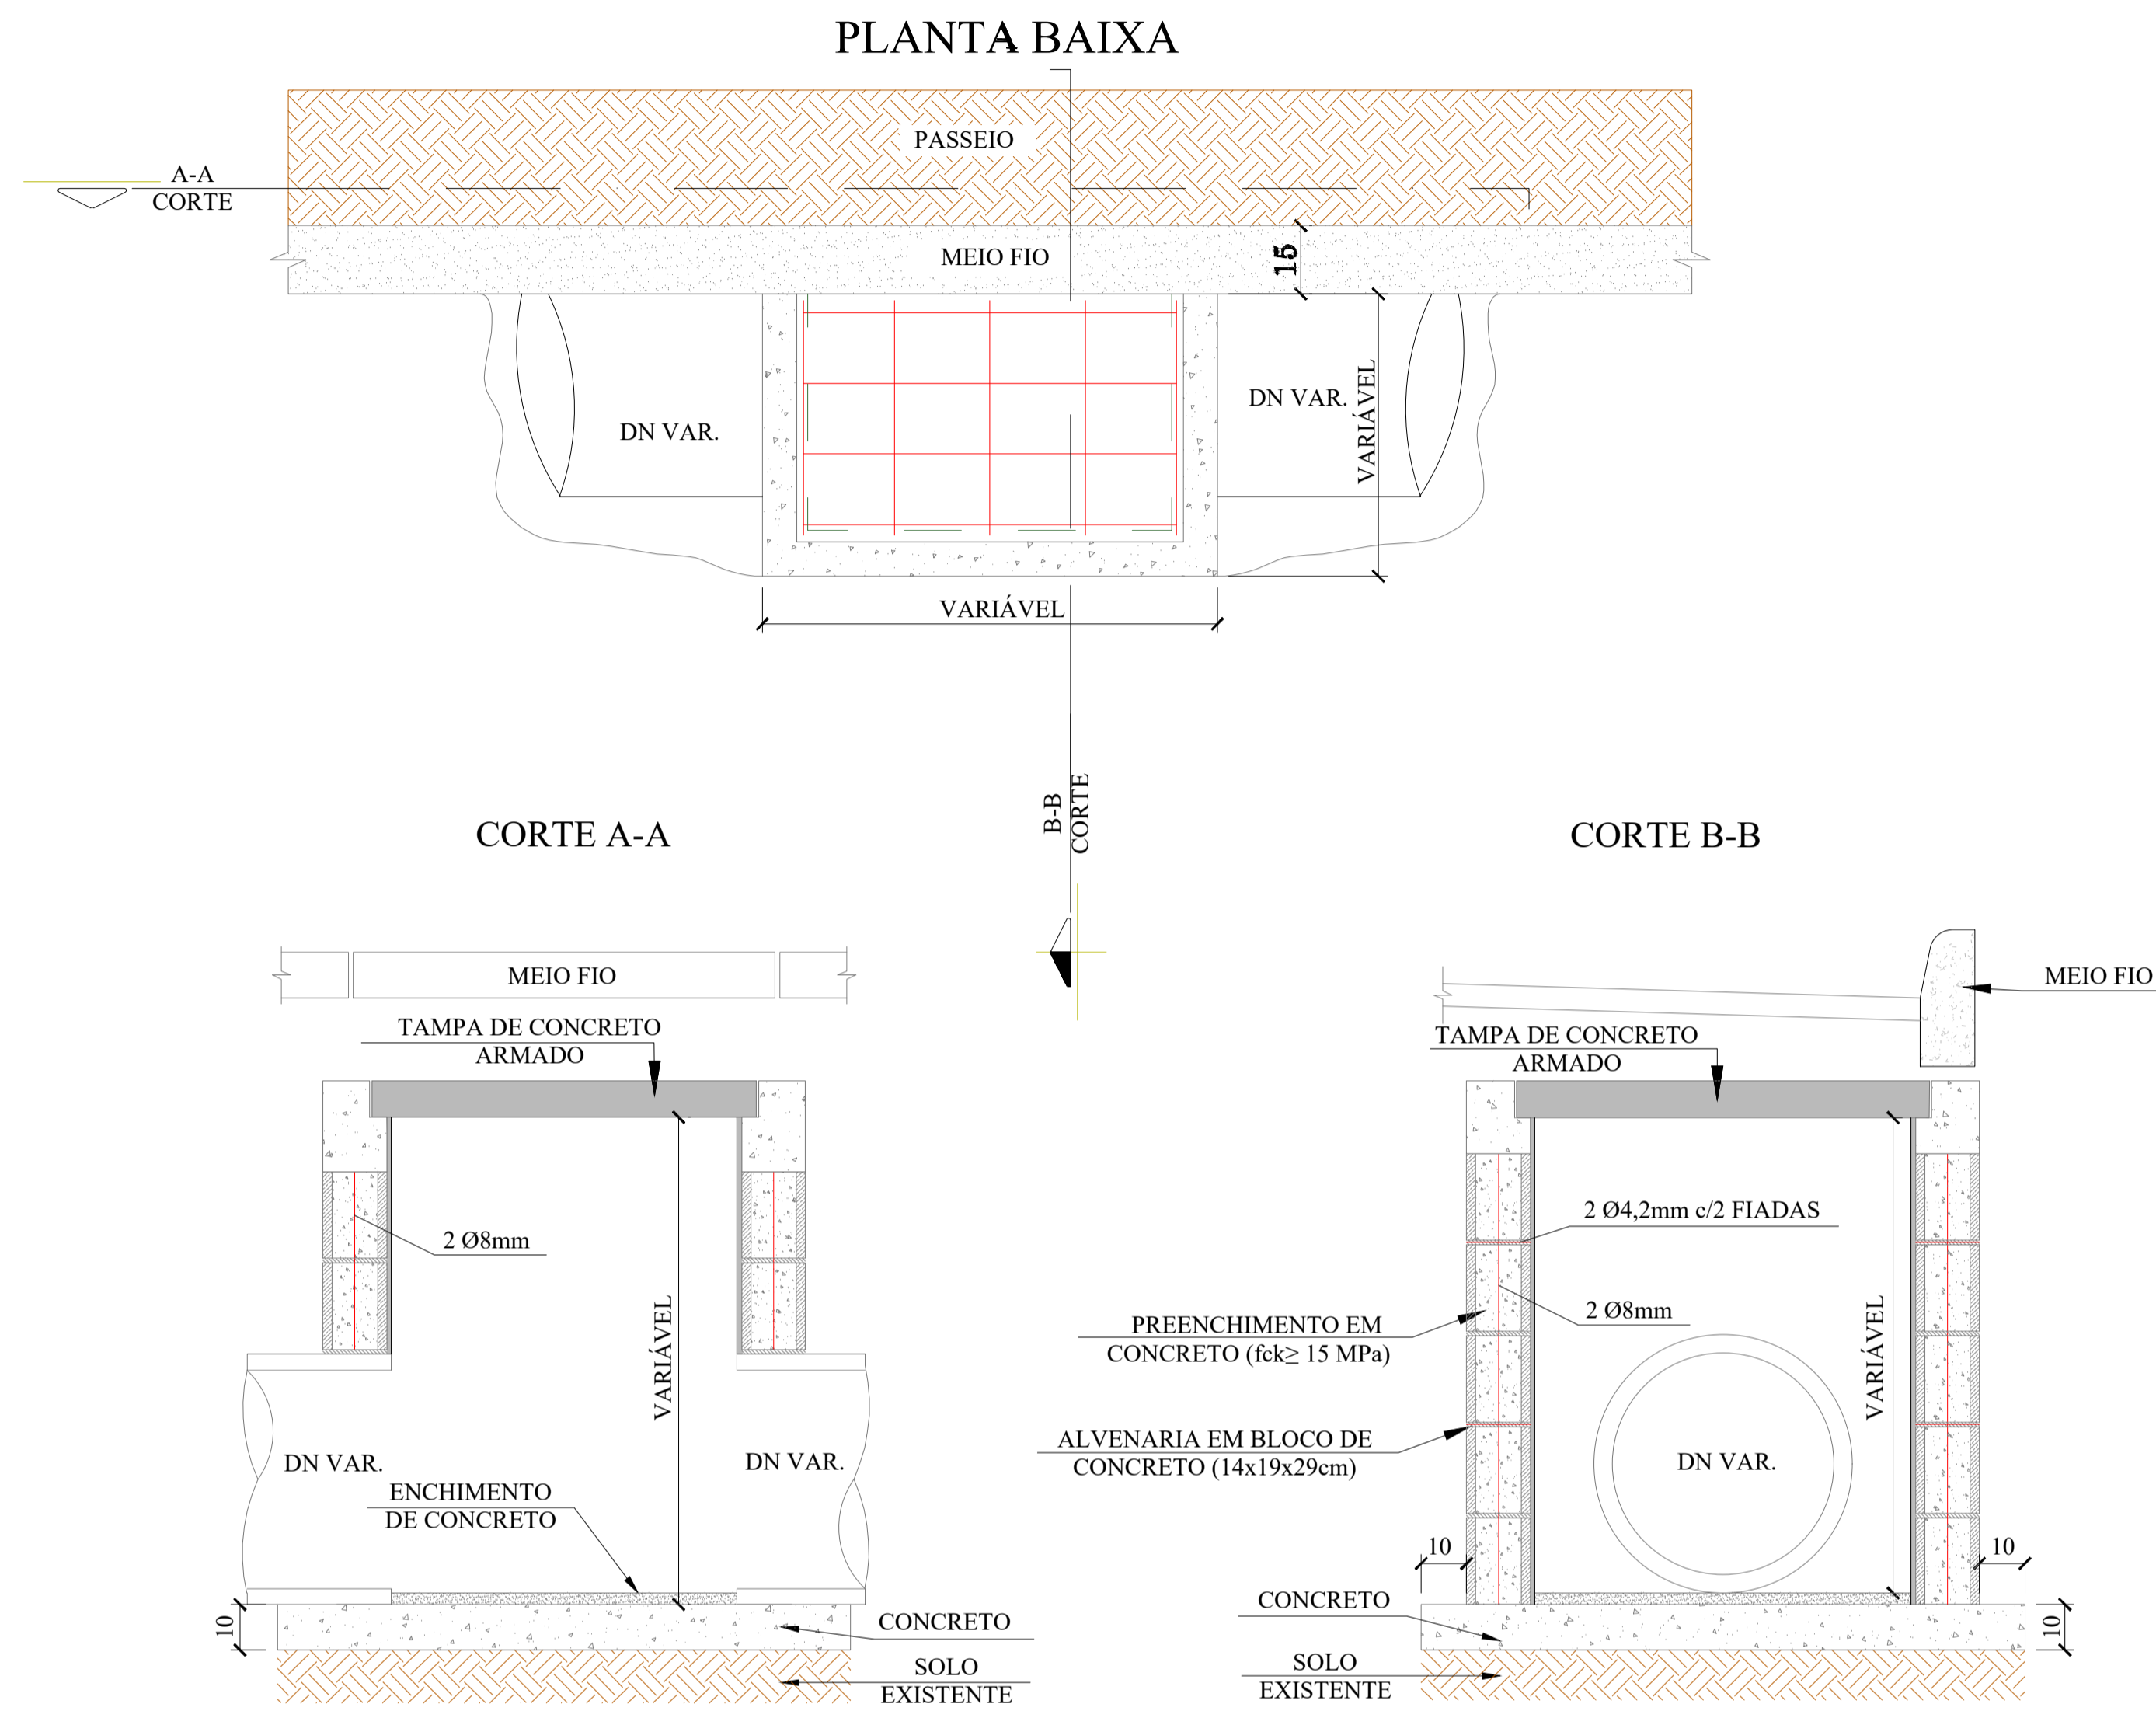 PLANTA BAIXA
PASSEIO
A-A
CORTE
MEIO FIO
15
DN VAR.
DN VAR.
VARIÁVEL
VARIÁVEL
B-B
CORTE
CORTE A-A
MEIO FIO
TAMPA DE CONCRETO
ARMADO
2 Ø8mm
VARIÁVEL
DN VAR.
DN VAR.
ENCHIMENTO
DE CONCRETO
10
CONCRETO
SOLO
EXISTENTE
CORTE B-B
MEIO FIO
TAMPA DE CONCRETO
ARMADO
2 Ø4,2mm c/2 FIADAS
2 Ø8mm
PREENCHIMENTO EM
CONCRETO (fck≥ 15 MPa)
VARIÁVEL
ALVENARIA EM BLOCO DE
CONCRETO (14x19x29cm)
DN VAR.
10
10
CONCRETO
10
SOLO
EXISTENTE